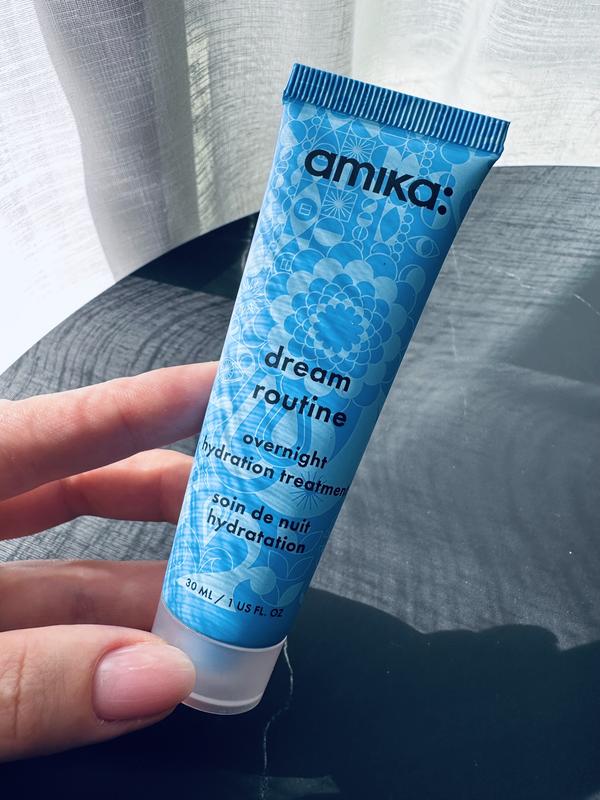 amika:
dream
routine
overnight
hydration treatment
soin de nuit
hydratation
30 ML / 1 US FL. OZ